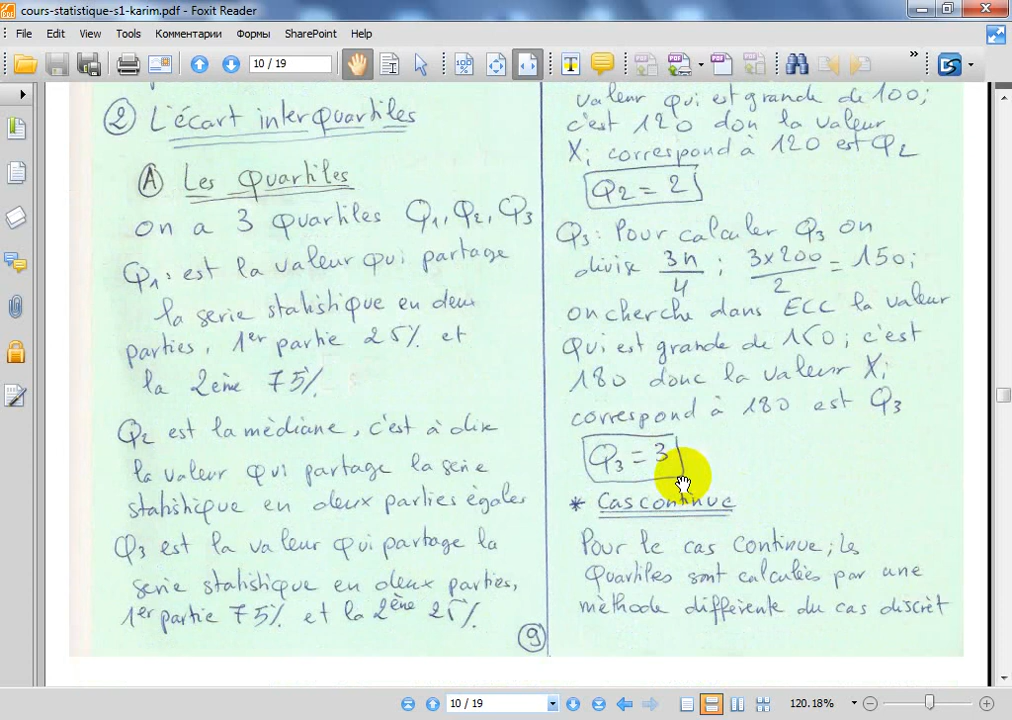 cours-statistique-s1-karim.pdf - Foxit Reader
File Edit View Tools Комментарии Формы SharePoint Help
10 / 19
② L'écart interquartiles
Ⓐ Les Quartiles
on a 3 quartiles Q1, Q2, Q3
Q1: est la valeur qui partage
la serie statistique en deux
parties, 1er partie 25% et
la 2ème 75%.
Q2 est la mèdiane, c'est à dire
la valeur qui partage la serie
statistique en deux parties égales
Q3 est la valeur qui partage la
serie statistique en deux parties,
1er partie 75% et la 2ème 25%.
9
valeur qui est grande de 100;
c'est 120 don la valeur
Xi correspond à 120 est Q2
Q2 = 2
Q3: Pour calculer Q3 on
divise 3n/4 ; 3x200/2 = 150;
on cherche dans ECC la valeur
qui est grande de 150; c'est
180 donc la valeur Xi
correspond à 180 est Q3
Q3 = 3
* Cas continue
Pour le cas continue; les
Quartiles sont calculées par une
mèthode diffèrente du cas discrèt
10 / 19
120.18%